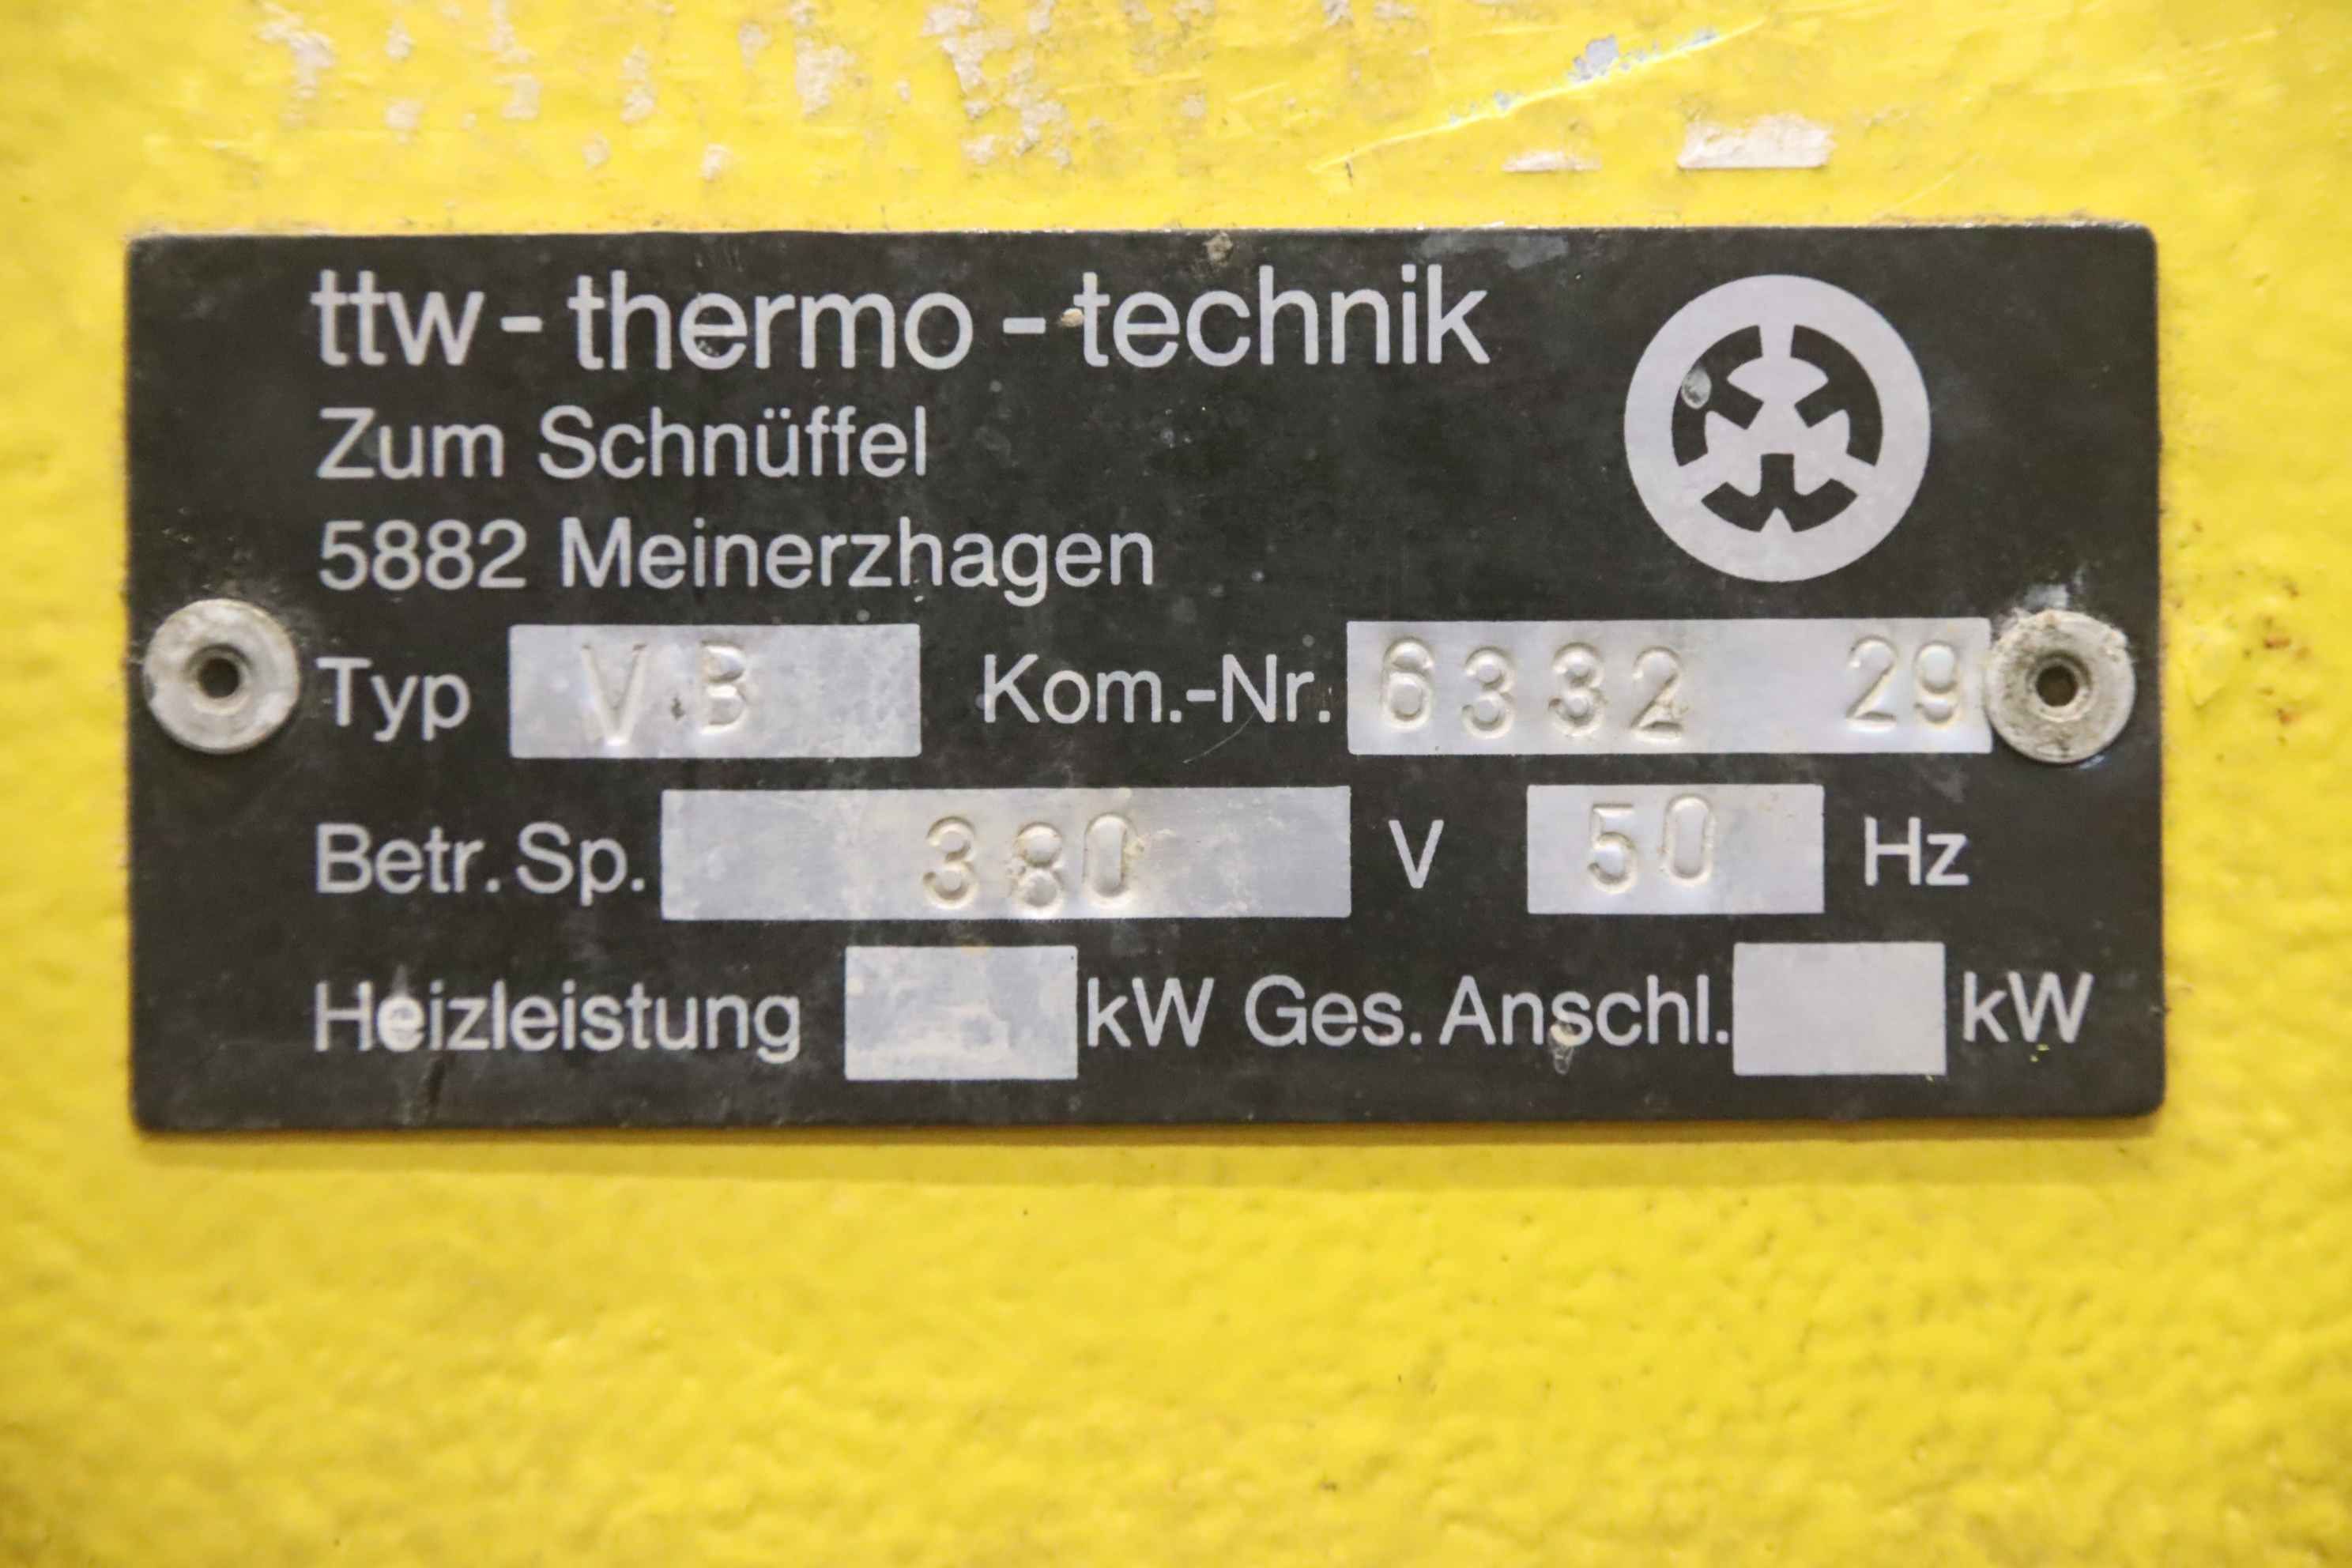 ttw - thermo - technik
Zum Schnüffel
5882 Meinerzhagen
Typ VB Kom.-Nr. 6332 29
Betr. Sp. 380 V 50 Hz
Heizleistung kW Ges. Anschl. kW